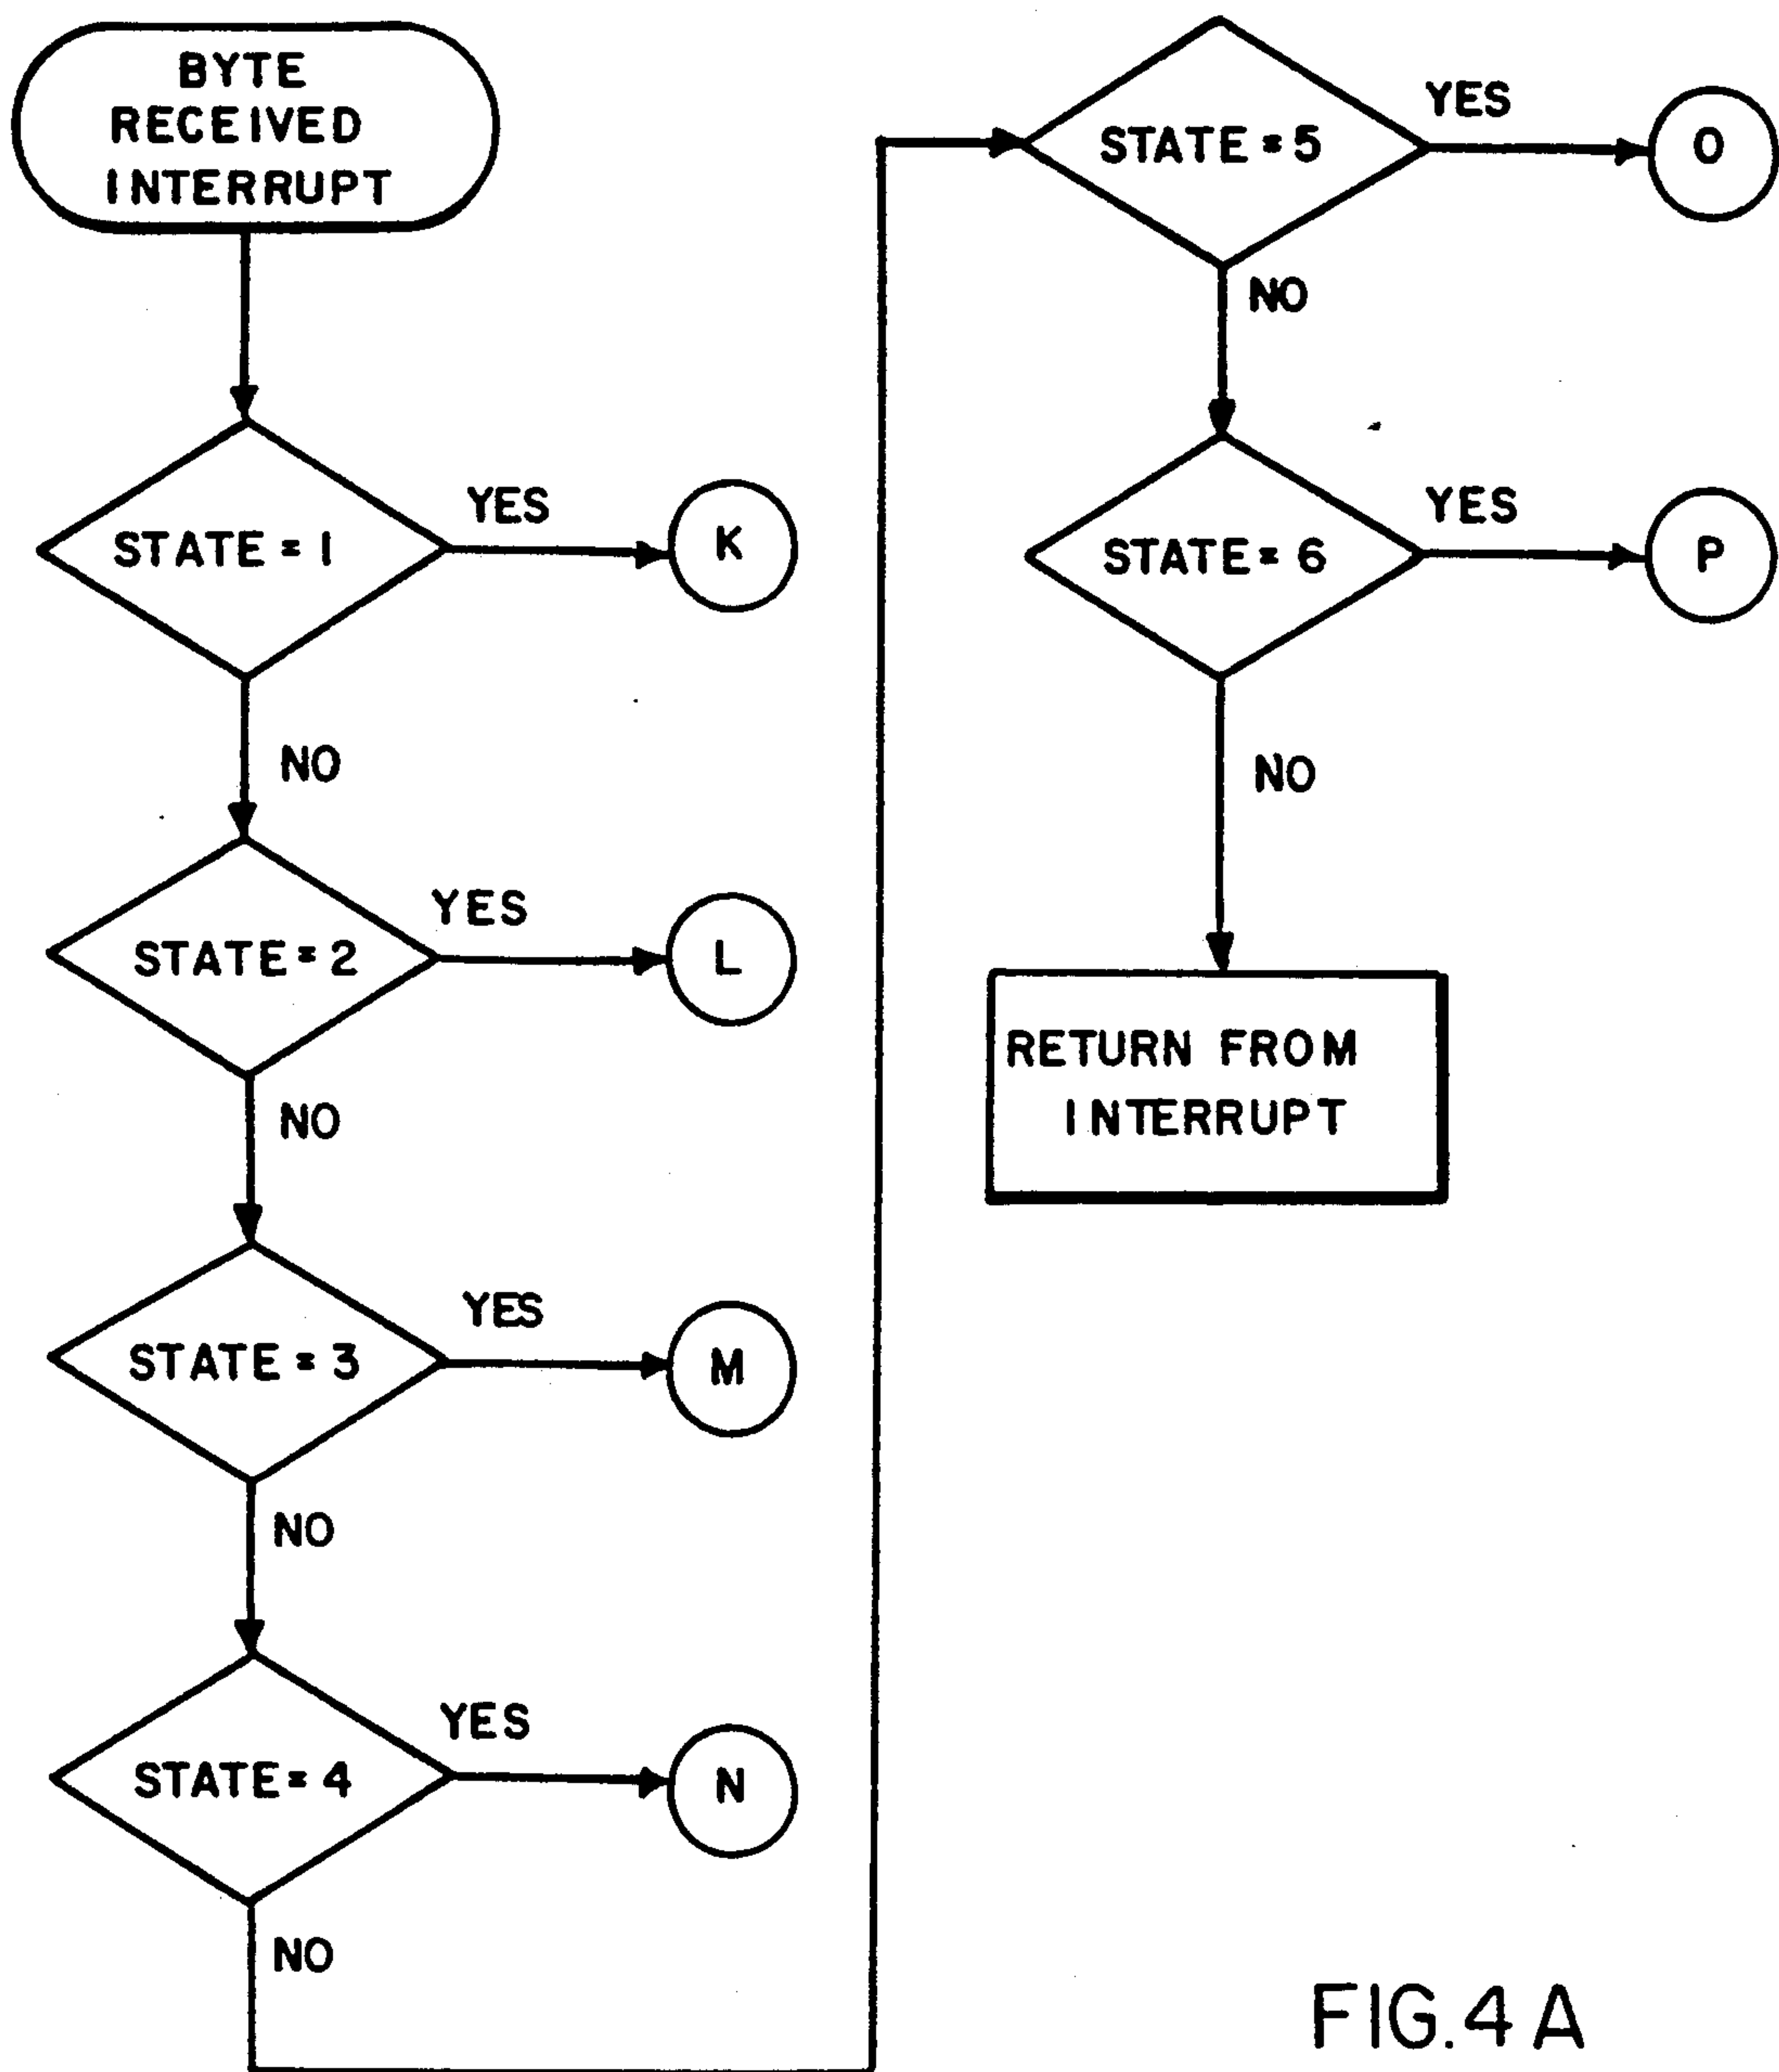 BYTE
RECEIVED
INTERRUPT
STATE = 1
YES
K
NO
STATE = 2
YES
L
NO
STATE = 3
YES
M
NO
STATE = 4
YES
N
NO
STATE = 5
YES
O
NO
STATE = 6
YES
P
NO
RETURN FROM
INTERRUPT
FIG. 4 A